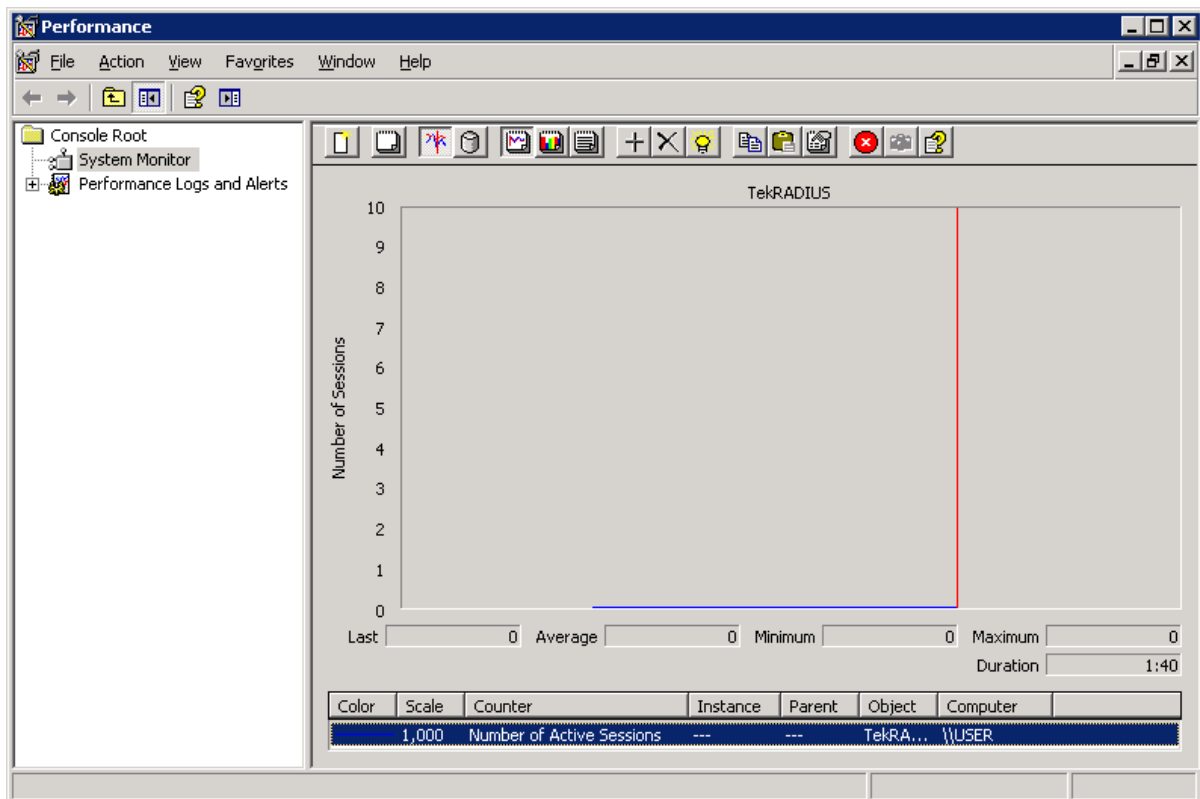 Performance
File Action View Favorites Window Help
Console Root
System Monitor
Performance Logs and Alerts
TekRADIUS
Number of Sessions
10
9
8
7
6
5
4
3
2
1
0
Last 0 Average 0 Minimum 0 Maximum 0
Duration 1:40
Color Scale Counter Instance Parent Object Computer
1,000 Number of Active Sessions --- --- TekRA... \\USER